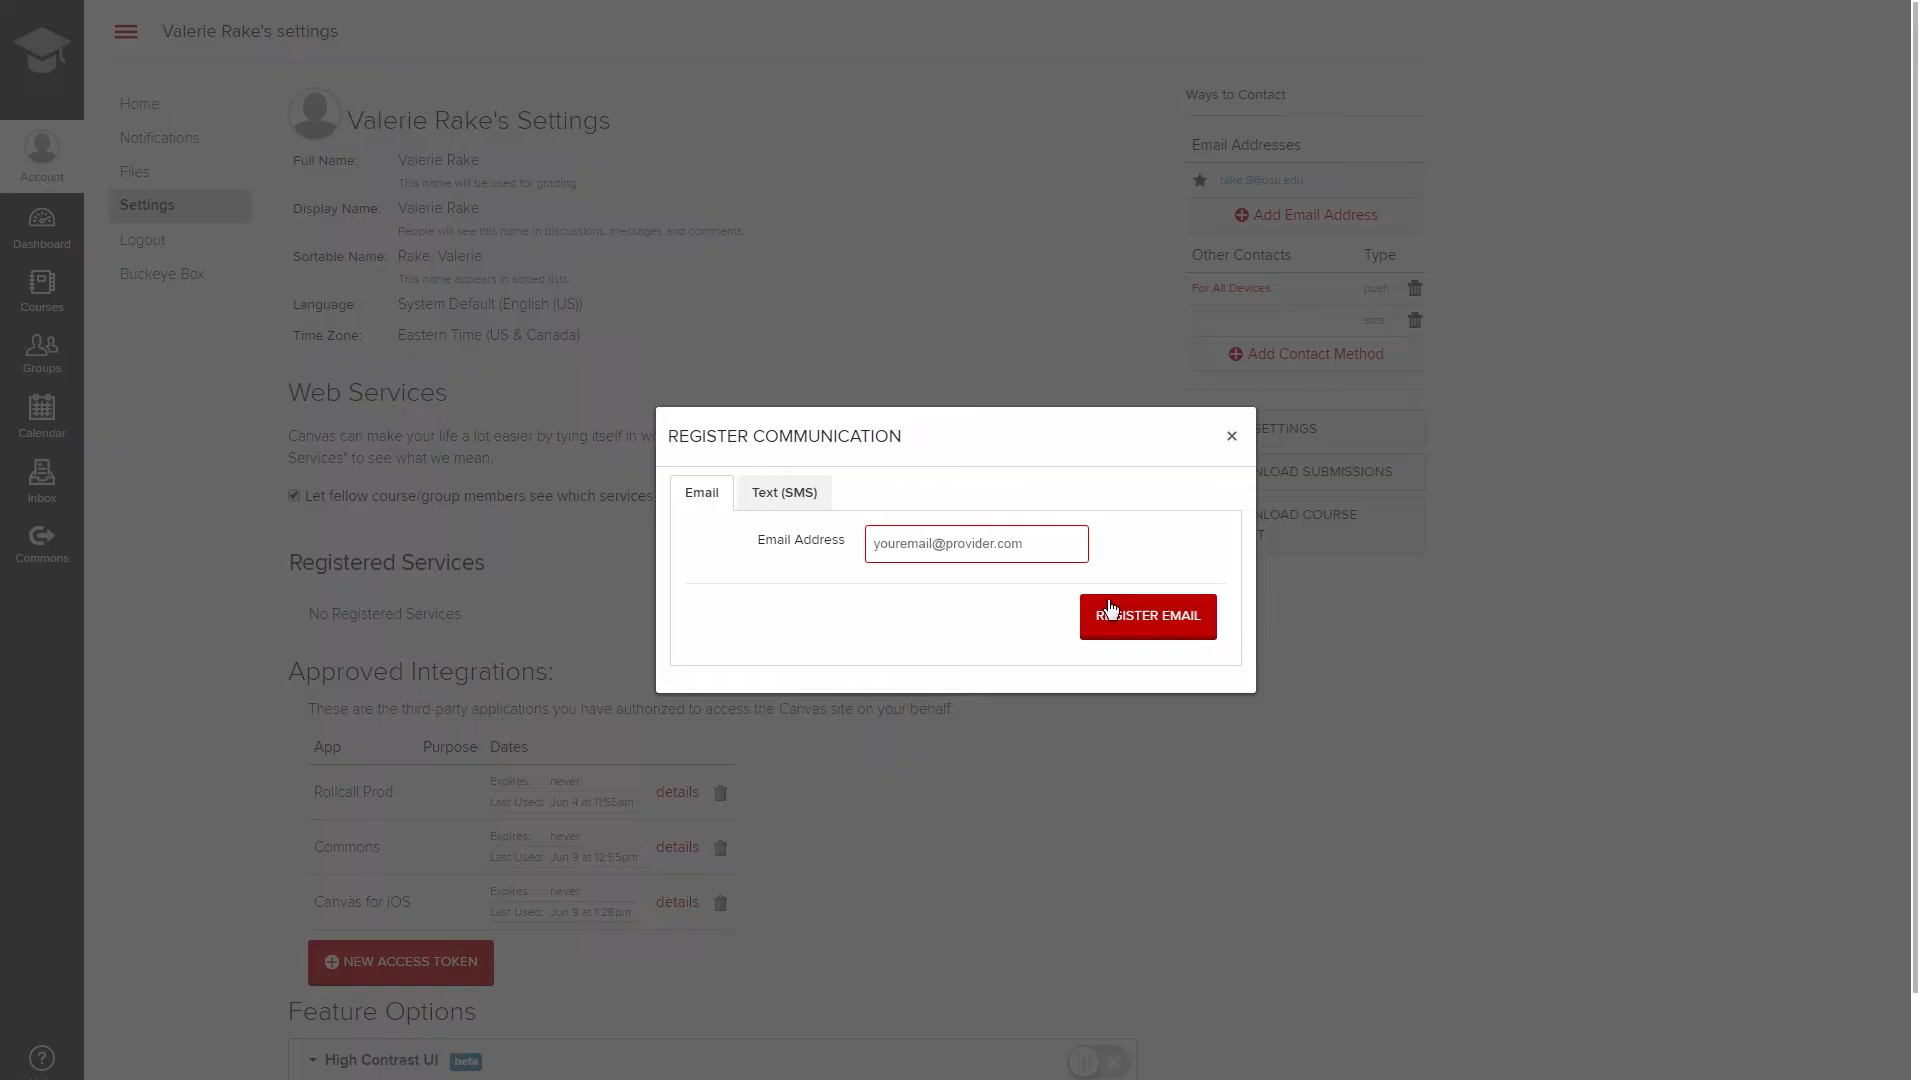 Valerie Rake's settings
Account
Dashboard
Courses
Groups
Calendar
Inbox
Commons
Home
Notifications
Files
Settings
Logout
Buckeye Box
Valerie Rake's Settings
Full Name: Valerie Rake
This name will be used for grading.
Display Name: Valerie Rake
People will see this name in discussions, messages and comments.
Sortable Name: Rake, Valerie
This name appears in sorted lists.
Language: System Default (English (US))
Time Zone: Eastern Time (US & Canada)
Web Services
Canvas can make your life a lot easier by tying itself in w
Services" to see what we mean.
Let fellow course/group members see which services
Registered Services
No Registered Services
Approved Integrations:
These are the third-party applications you have authorized to access the Canvas site on your behalf:
App Purpose Dates
Rollcall Prod Expires: never details
Last Used: Jun 4 at 11:55am
Commons Expires: never details
Last Used: Jun 9 at 12:55pm
Canvas for iOS Expires: never details
Last Used: Jun 9 at 1:28pm
NEW ACCESS TOKEN
Feature Options
High Contrast UI beta
REGISTER COMMUNICATION
Email Text (SMS)
Email Address youremail@provider.com
REGISTER EMAIL
Ways to Contact
Email Addresses
rake.9@osu.edu
Add Email Address
Other Contacts Type
For All Devices push
sms
Add Contact Method
SETTINGS
NLOAD SUBMISSIONS
NLOAD COURSE
T